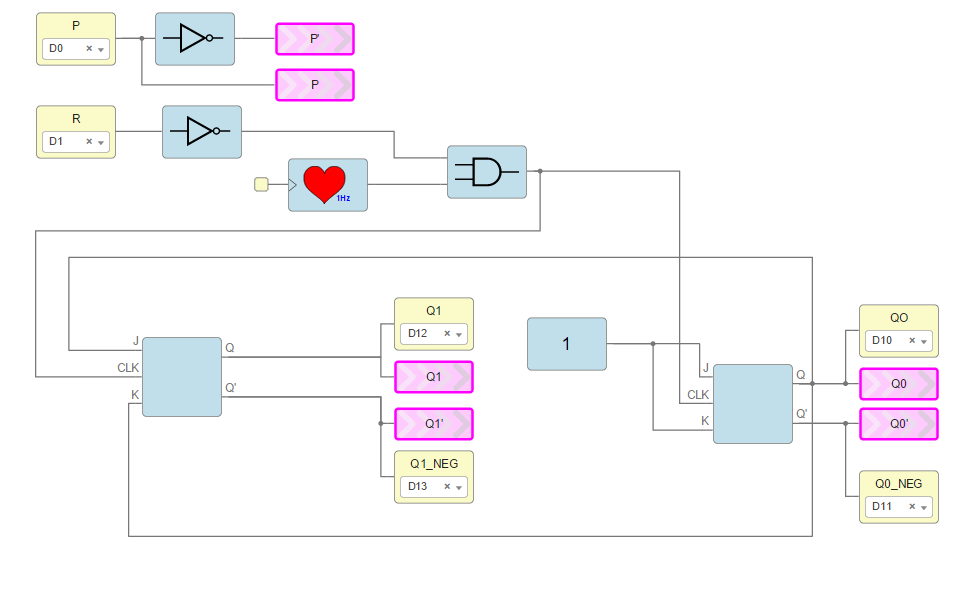 P
D0
P'
P
R
D1
1Hz
Q1
D12
Q1
Q1'
Q1_NEG
D13
J
CLK
K
Q
Q'
1
J
CLK
K
Q
Q'
QO
D10
Q0
Q0'
Q0_NEG
D11